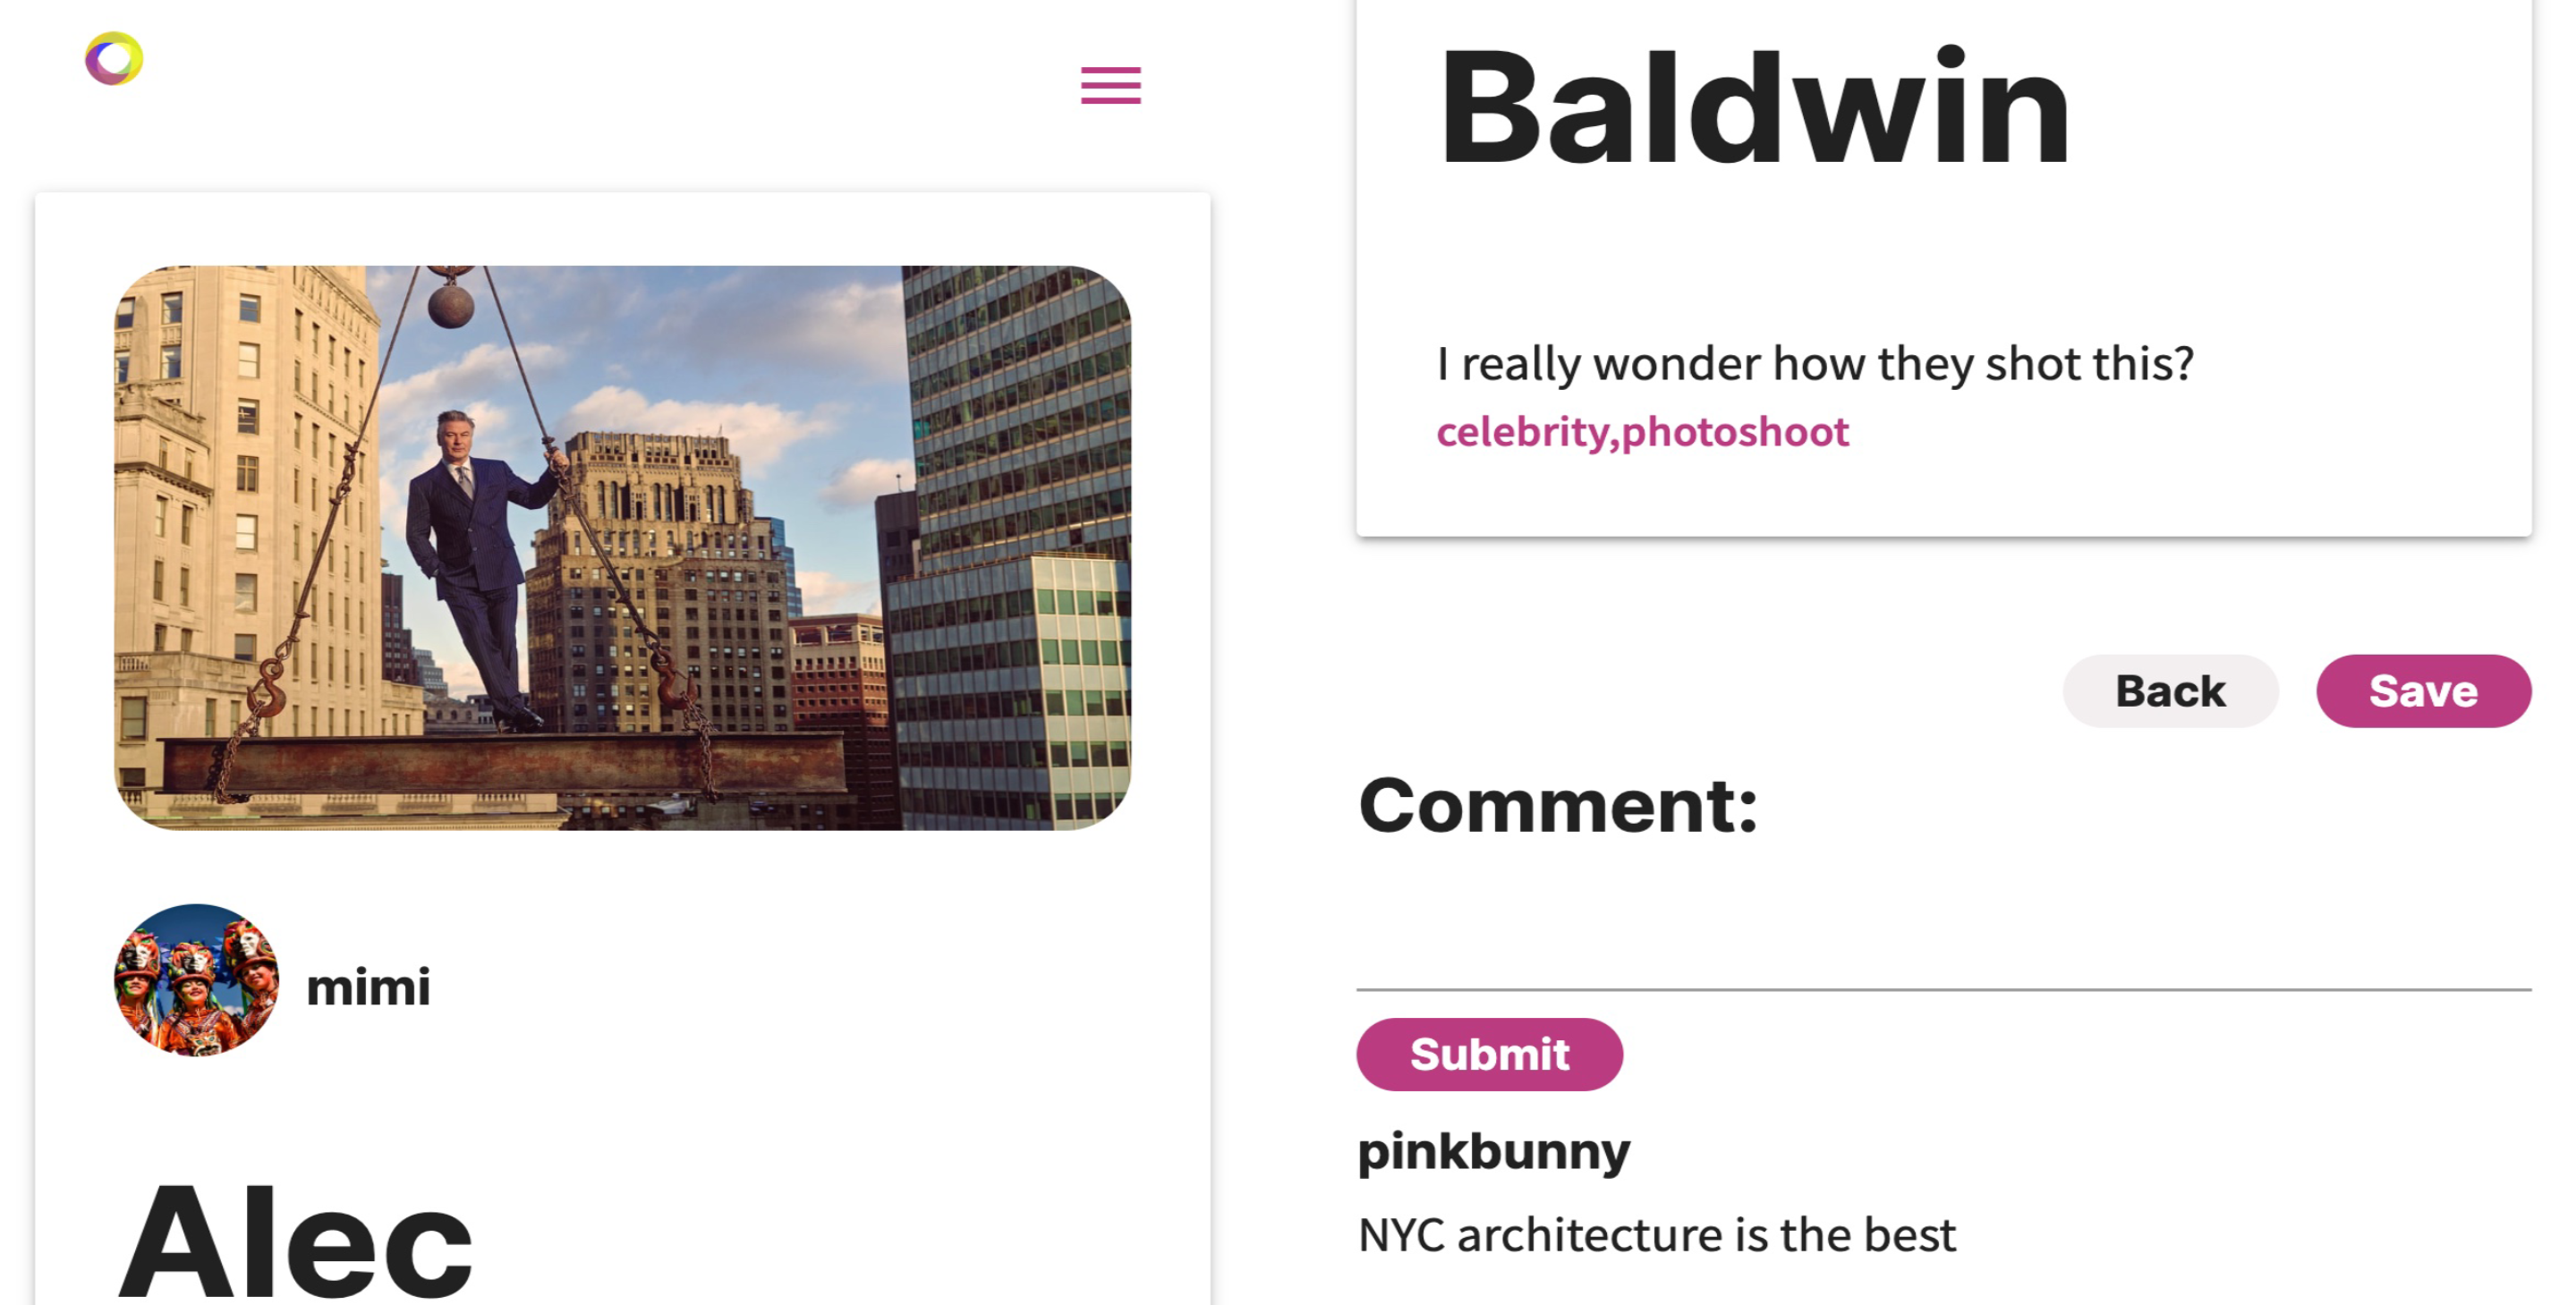 mimi
Alec
Baldwin
I really wonder how they shot this?
celebrity,photoshoot
Back
Save
Comment:
Submit
pinkbunny
NYC architecture is the best